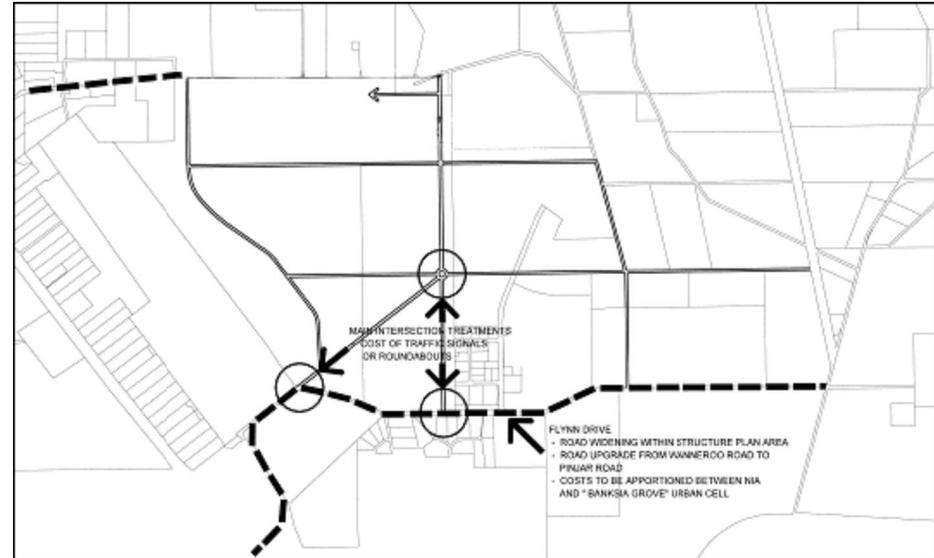 MAIN INTERSECTION TREATMENTS
COST OF TRAFFIC SIGNALS
OR ROUNDABOUTS
FLYNN DRIVE
- ROAD WIDENING WITHIN STRUCTURE PLAN AREA
- ROAD UPGRADE FROM WANNEROO ROAD TO
PINJAR ROAD
- COSTS TO BE APPORTIONED BETWEEN NIA
AND "BANKSIA GROVE" URBAN CELL